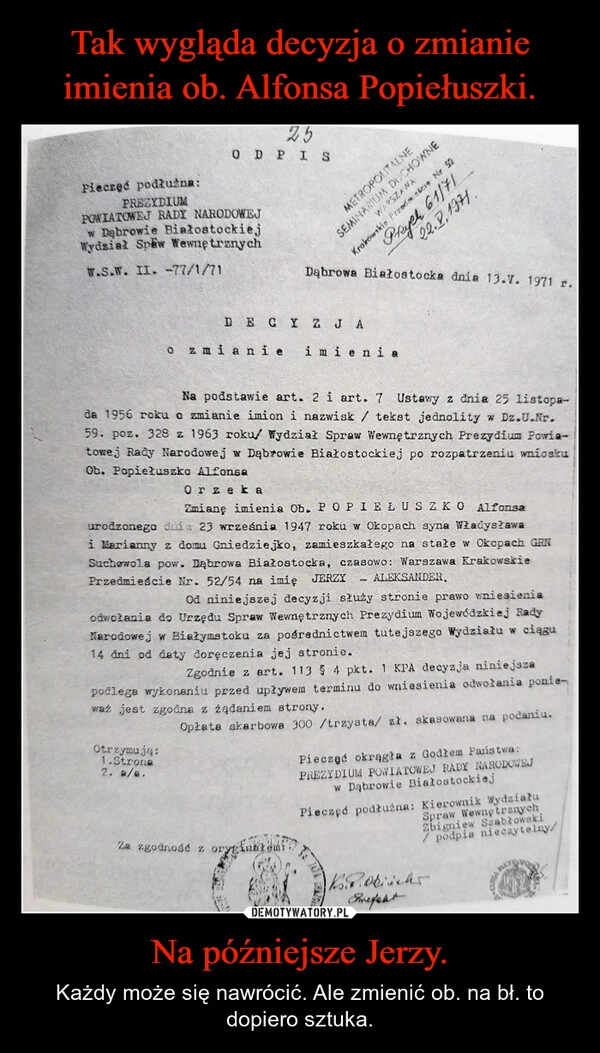 Tak wygląda decyzja o zmianie
imienia ob. Alfonsa Popiełuszki.
25
O D P I S
Pieczęć podłużna:
PREZYDIUM
POWIATOWEJ RADY NARODOWEJ
w Dąbrowie Białostockiej
Wydział Spraw Wewnętrznych
W.S.W. II. -77/1/71
METROPOLITALNE
SEMINARIUM DUCHOWNE
WARSZAWA
Krakowskie Przedmieście Nr 52
61/71
22.V.1971.
Dąbrowa Białostocka dnia 13.V. 1971 r.
D E C Y Z J A
o z m i a n i e i m i e n i a
Na podstawie art. 2 i art. 7 Ustawy z dnia 25 listopa-
da 1956 roku o zmianie imion i nazwisk / tekst jednolity w Dz.U.Nr.
59. poz. 328 z 1963 roku/ Wydział Spraw Wewnętrznych Prezydium Powia-
towej Rady Narodowej w Dąbrowie Białostockiej po rozpatrzeniu wniosku
Ob. Popiełuszko Alfonsa
O r z e k a
Zmianę imienia Ob. P O P I E Ł U S Z K O Alfonsa
urodzonego dnia 23 września 1947 roku w Okopach syna Władysława
i Marianny z domu Gniedziejko, zamieszkałego na stałe w Okopach GRN
Suchowola pow. Dąbrowa Białostocka, czasowo: Warszawa Krakowskie
Przedmieście Nr. 52/54 na imię JERZY - ALEKSANDER.
Od niniejszej decyzji służy stronie prawo wniesienia
odwołania do Urzędu Spraw Wewnętrznych Prezydium Wojewódzkiej Rady
Narodowej w Białymstoku za pośrednictwem tutejszego Wydziału w ciągu
14 dni od daty doręczenia jej stronie.
Zgodnie z art. 113 § 4 pkt. 1 KPA decyzja niniejsza
podlega wykonaniu przed upływem terminu do wniesienia odwołania ponie-
waż jest zgodna z żądaniem strony.
Opłata skarbowa 300 /trzysta/ zł. skasowana na podaniu.
Otrzymują:
1.Strona
2. a/a.
Pieczęć okrągła z Godłem Państwa:
PREZYDIUM POWIATOWEJ RADY NARODOWEJ
w Dąbrowie Białostockiej
Pieczęć podłużna: Kierownik Wydziału
Spraw Wewnętrznych
Zbigniew Szabłowski
/ podpis nieczytelny/
Za zgodność z oryginałem:
Prefekt
DEMOTYWATORY.PL
Na późniejsze Jerzy.
Każdy może się nawrócić. Ale zmienić ob. na bł. to
dopiero sztuka.